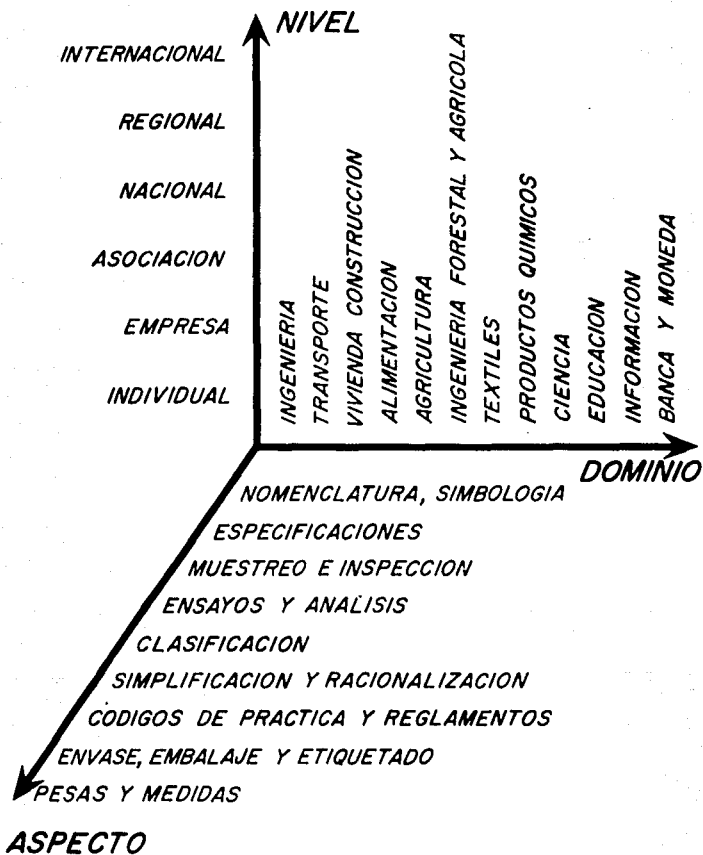 NIVEL
INTERNACIONAL
REGIONAL
NACIONAL
ASOCIACION
EMPRESA
INDIVIDUAL
INGENIERIA
TRANSPORTE
VIVIENDA CONSTRUCCION
ALIMENTACION
AGRICULTURA
INGENIERIA FORESTAL Y AGRICOLA
TEXTILES
PRODUCTOS QUIMICOS
CIENCIA
EDUCACION
INFORMACION
BANCA Y MONEDA
DOMINIO
NOMENCLATURA, SIMBOLOGIA
ESPECIFICACIONES
MUESTREO E INSPECCION
ENSAYOS Y ANALISIS
CLASIFICACION
SIMPLIFICACION Y RACIONALIZACION
CODIGOS DE PRACTICA Y REGLAMENTOS
ENVASE, EMBALAJE Y ETIQUETADO
PESAS Y MEDIDAS
ASPECTO